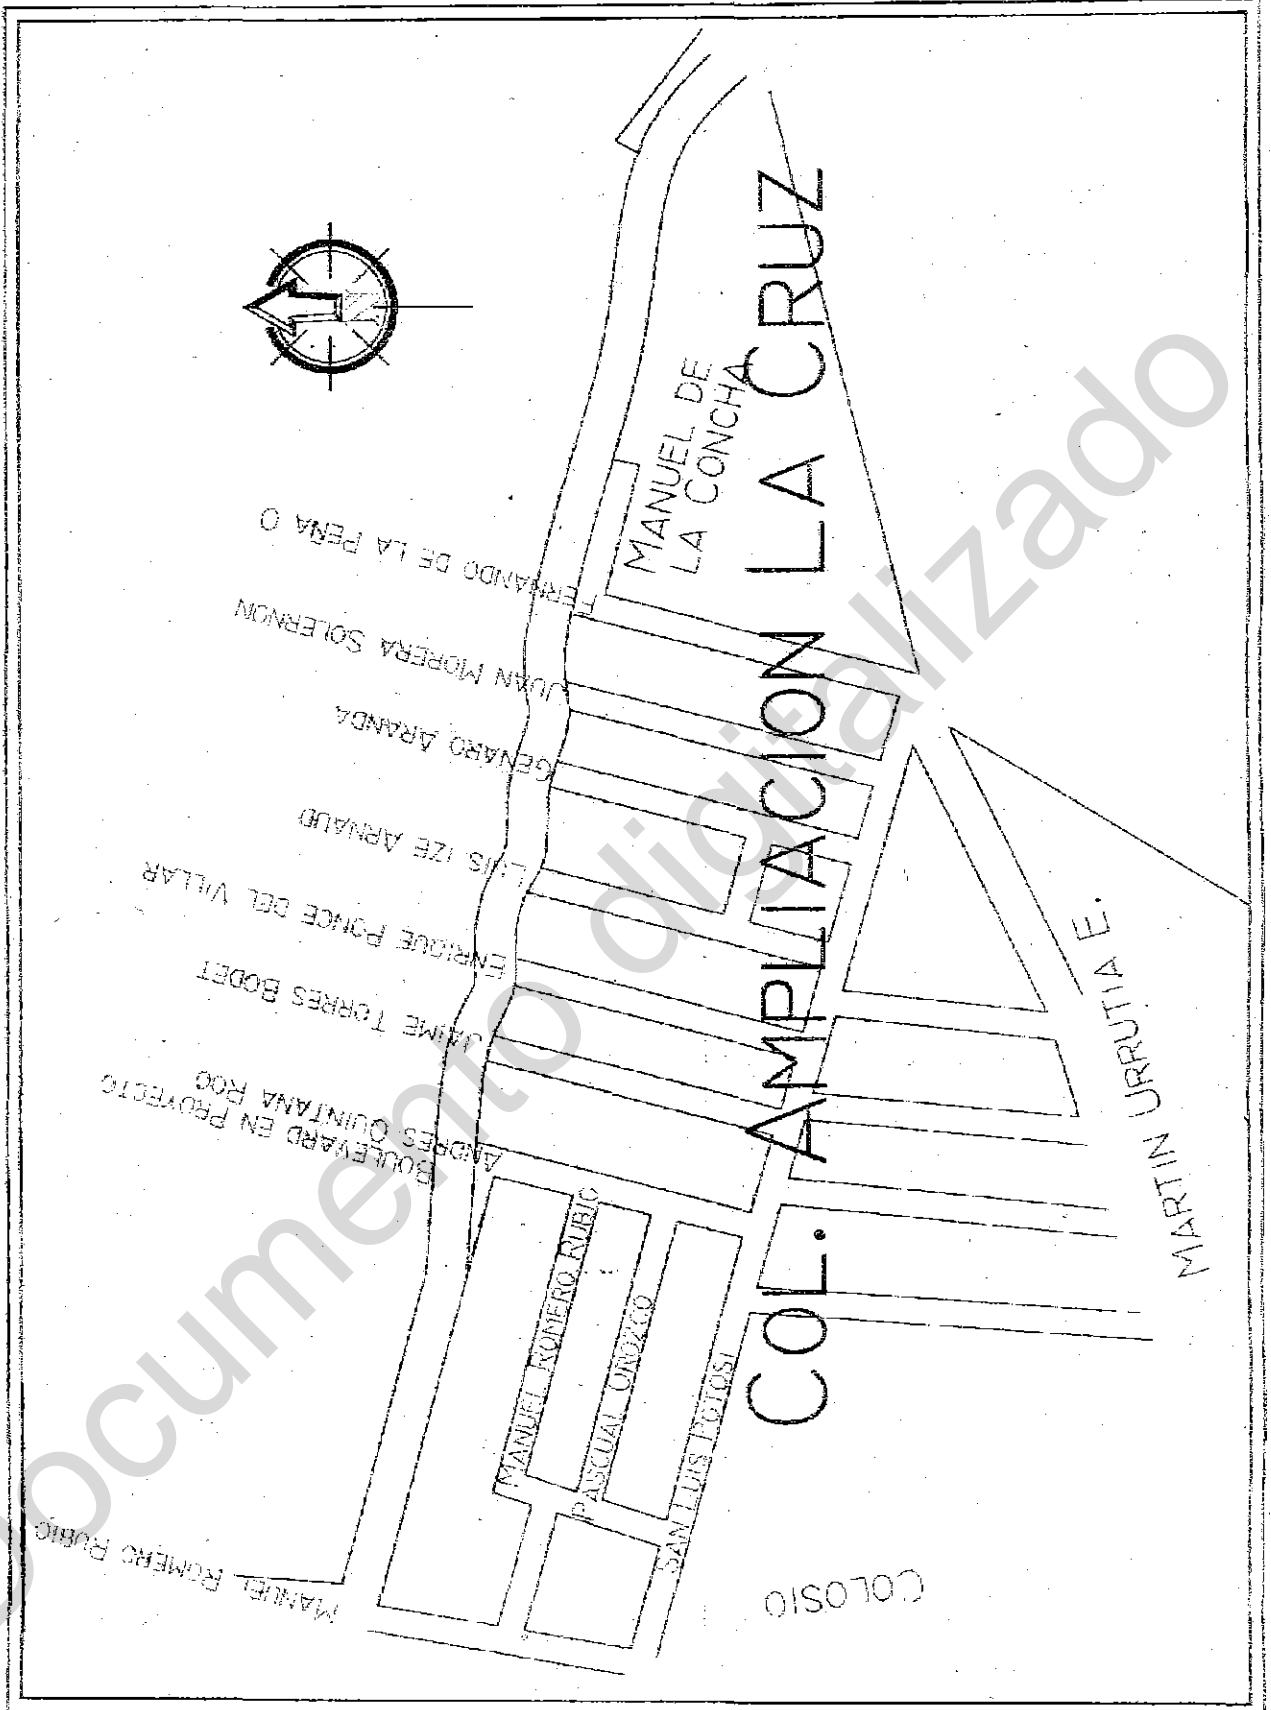 N
FERNANDO DE LA PEÑA O
JUAN MORERA SOLERNON
GENARO ARANDA
LUIS IZE ARNAUD
ENRIQUE PONCE DEL VILLAR
JAIME TORRES BODET
ANDRES QUINTANA ROO
BOULEVARD EN PROYECTO
MANUEL ROMERO RUBIO
MANUEL DE
LA CONCHA
COL. AMPLIACION LA CRUZ
MANUEL ROMERO RUBIO
PASCUAL OROZCO
SAN LUIS POTOSI
MARTIN URRUTIA E.
COLOSIO
Documento digitalizado